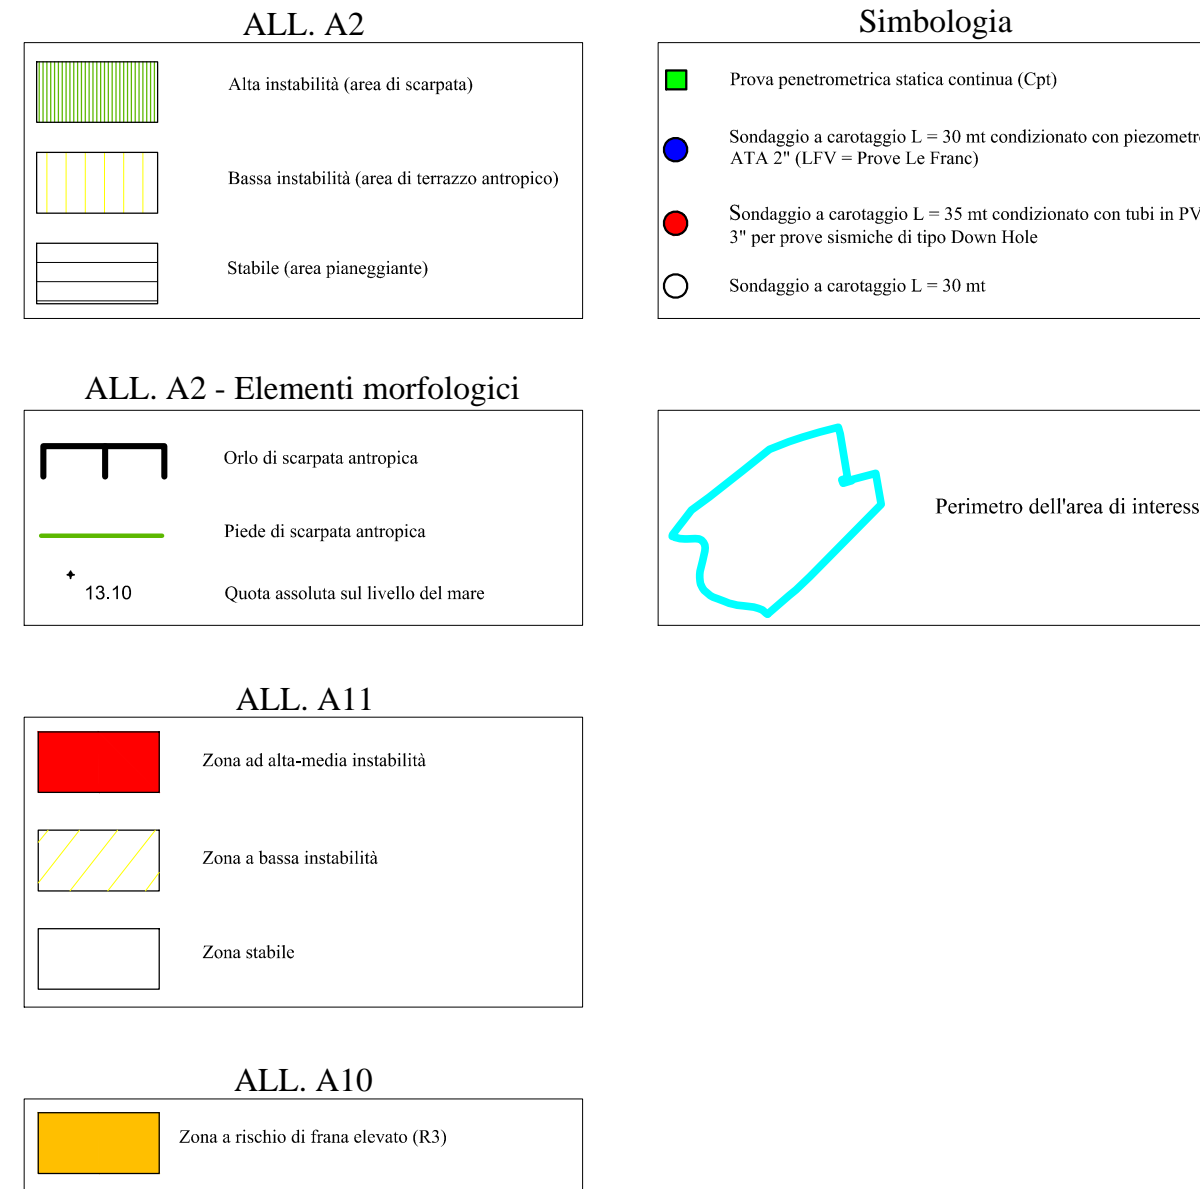 ALL. A2
Alta instabilità (area di scarpata)
Bassa instabilità (area di terrazzo antropico)
Stabile (area pianeggiante)
Simbologia
Prova penetrometrica statica continua (Cpt)
Sondaggio a carotaggio L = 30 mt condizionato con piezometro
ATA 2" (LFV = Prove Le Franc)
Sondaggio a carotaggio L = 35 mt condizionato con tubi in PV
3" per prove sismiche di tipo Down Hole
Sondaggio a carotaggio L = 30 mt
ALL. A2 - Elementi morfologici
Orlo di scarpata antropica
Piede di scarpata antropica
13.10
Quota assoluta sul livello del mare
Perimetro dell'area di interess
ALL. A11
Zona ad alta-media instabilità
Zona a bassa instabilità
Zona stabile
ALL. A10
Zona a rischio di frana elevato (R3)